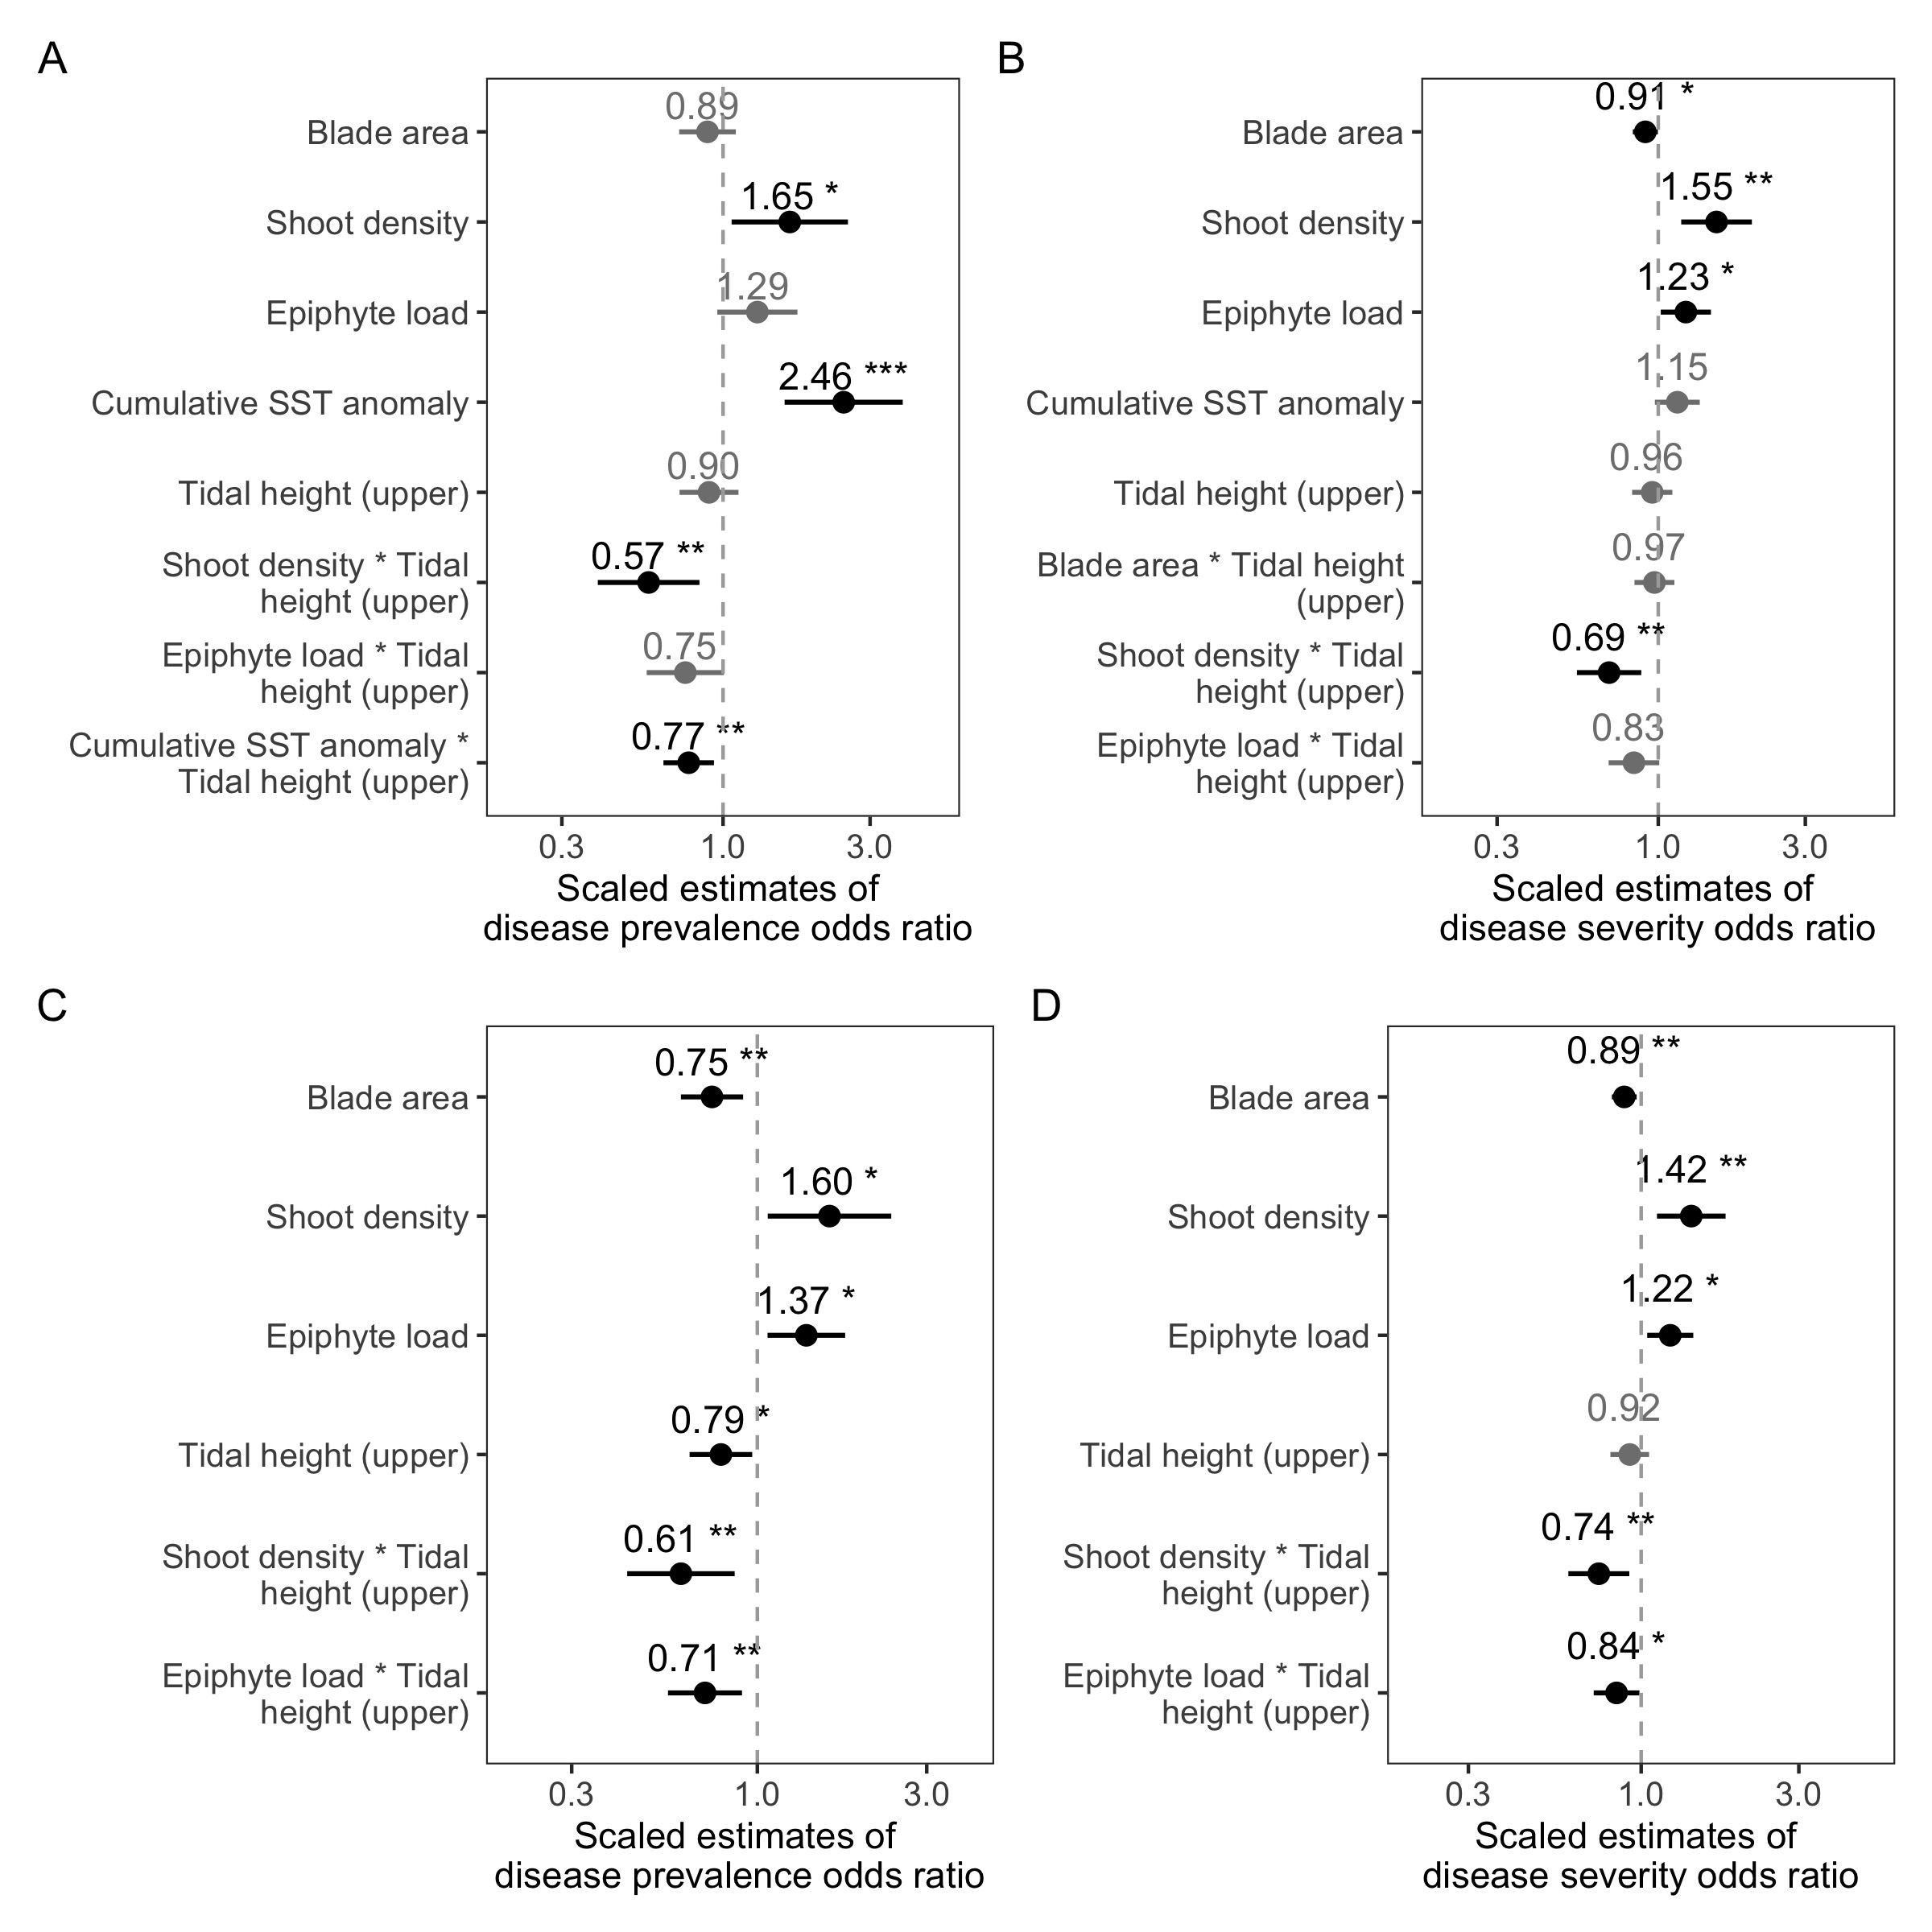 A
0.89
Blade area
1.65 *
Shoot density
1.29
Epiphyte load
2.46 ***
Cumulative SST anomaly
0.90
Tidal height (upper)
0.57 **
Shoot density * Tidal
height (upper)
0.75
Epiphyte load * Tidal
height (upper)
0.77 **
Cumulative SST anomaly *
Tidal height (upper)
0.3 1.0 3.0
Scaled estimates of
disease prevalence odds ratio
B
0.91 *
Blade area
1.55 **
Shoot density
1.23 *
Epiphyte load
1.15
Cumulative SST anomaly
0.96
Tidal height (upper)
0.97
Blade area * Tidal height
(upper)
0.69 **
Shoot density * Tidal
height (upper)
0.83
Epiphyte load * Tidal
height (upper)
0.3 1.0 3.0
Scaled estimates of
disease severity odds ratio
C
0.75 **
Blade area
1.60 *
Shoot density
1.37 *
Epiphyte load
0.79 *
Tidal height (upper)
0.61 **
Shoot density * Tidal
height (upper)
0.71 **
Epiphyte load * Tidal
height (upper)
0.3 1.0 3.0
Scaled estimates of
disease prevalence odds ratio
D
0.89 **
Blade area
1.42 **
Shoot density
1.22 *
Epiphyte load
0.92
Tidal height (upper)
0.74 **
Shoot density * Tidal
height (upper)
0.84 *
Epiphyte load * Tidal
height (upper)
0.3 1.0 3.0
Scaled estimates of
disease severity odds ratio